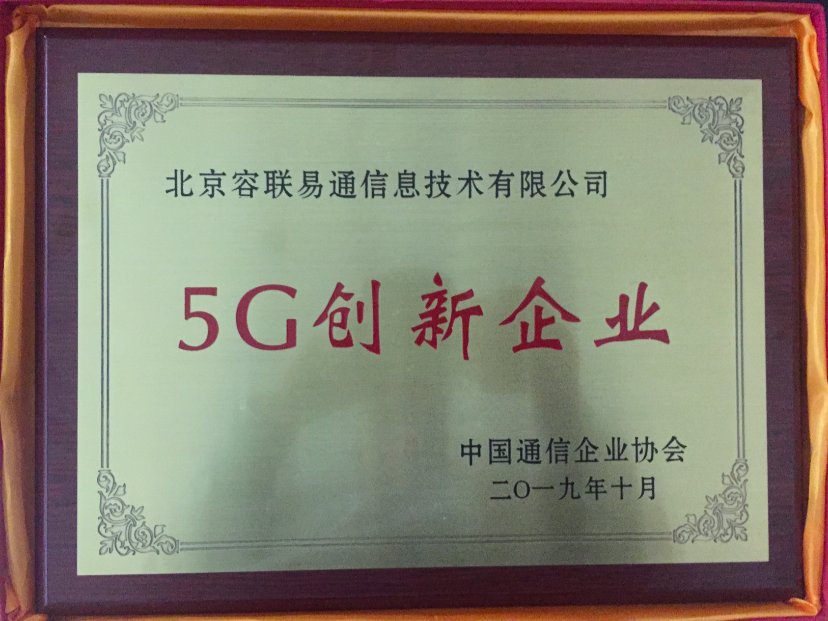 北京容联易通信息技术有限公司
5G创新企业
中国通信企业协会
二〇一九年十月